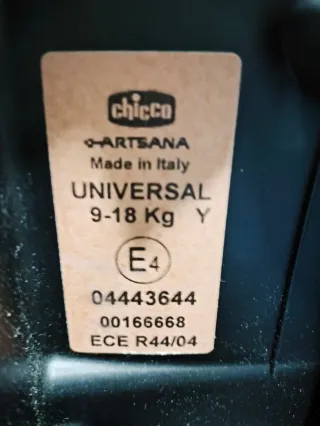 chicco
ARTSANA
Made in Italy
UNIVERSAL
9-18 Kg Y
E4
04443644
00166668
ECE R44/04